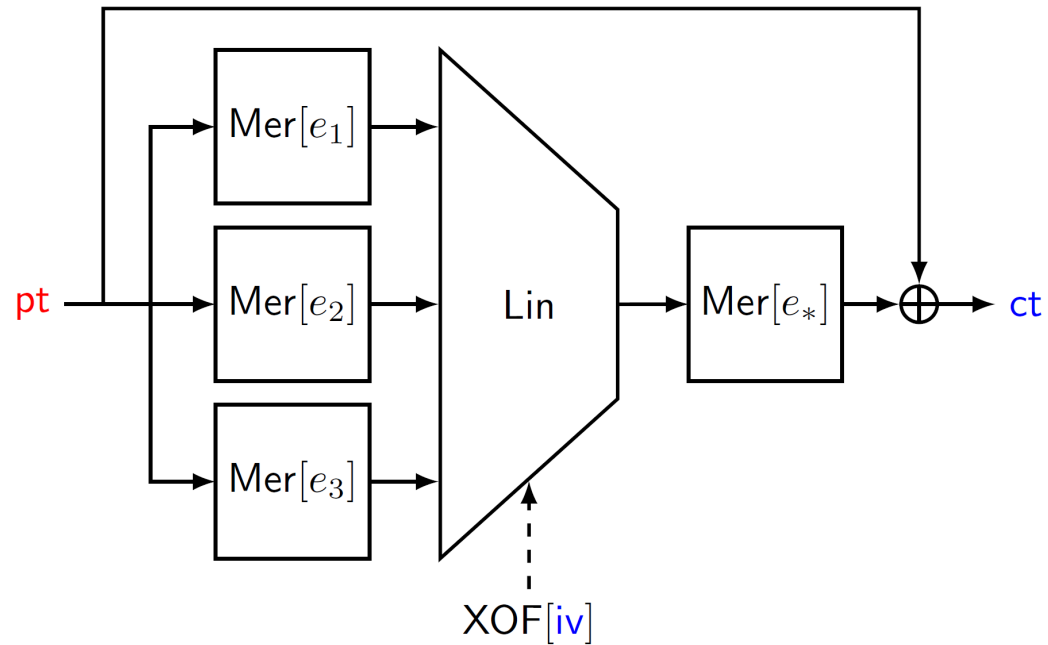 Mer[e₁]
pt
Mer[e₂]
Lin
Mer[e∗]
ct
Mer[e₃]
XOF[iv]